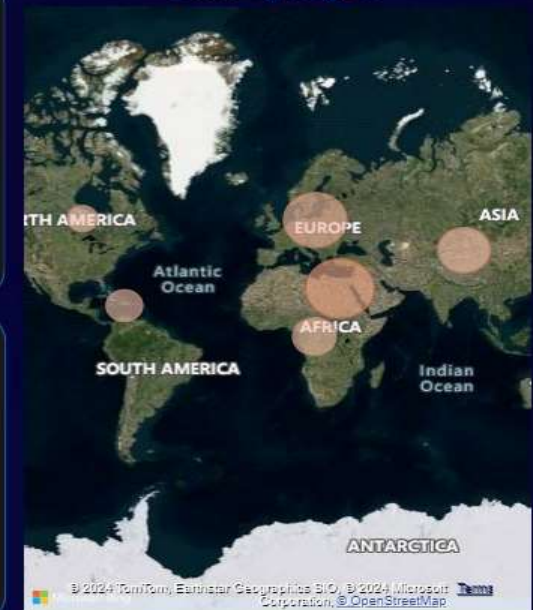 RTH AMERICA
EUROPE
ASIA
Atlantic
Ocean
AFRICA
SOUTH AMERICA
Indian
Ocean
ANTARCTICA
© 2024 TomTom, Earthstar Geographics SIO, © 2024 Microsoft
Corporation, © OpenStreetMap
Terms